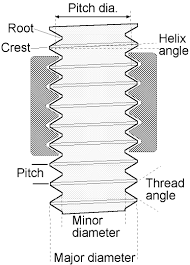 Pitch dia.
Root
Crest
Helix
angle
Pitch
Thread
angle
Minor
diameter
Major diameter